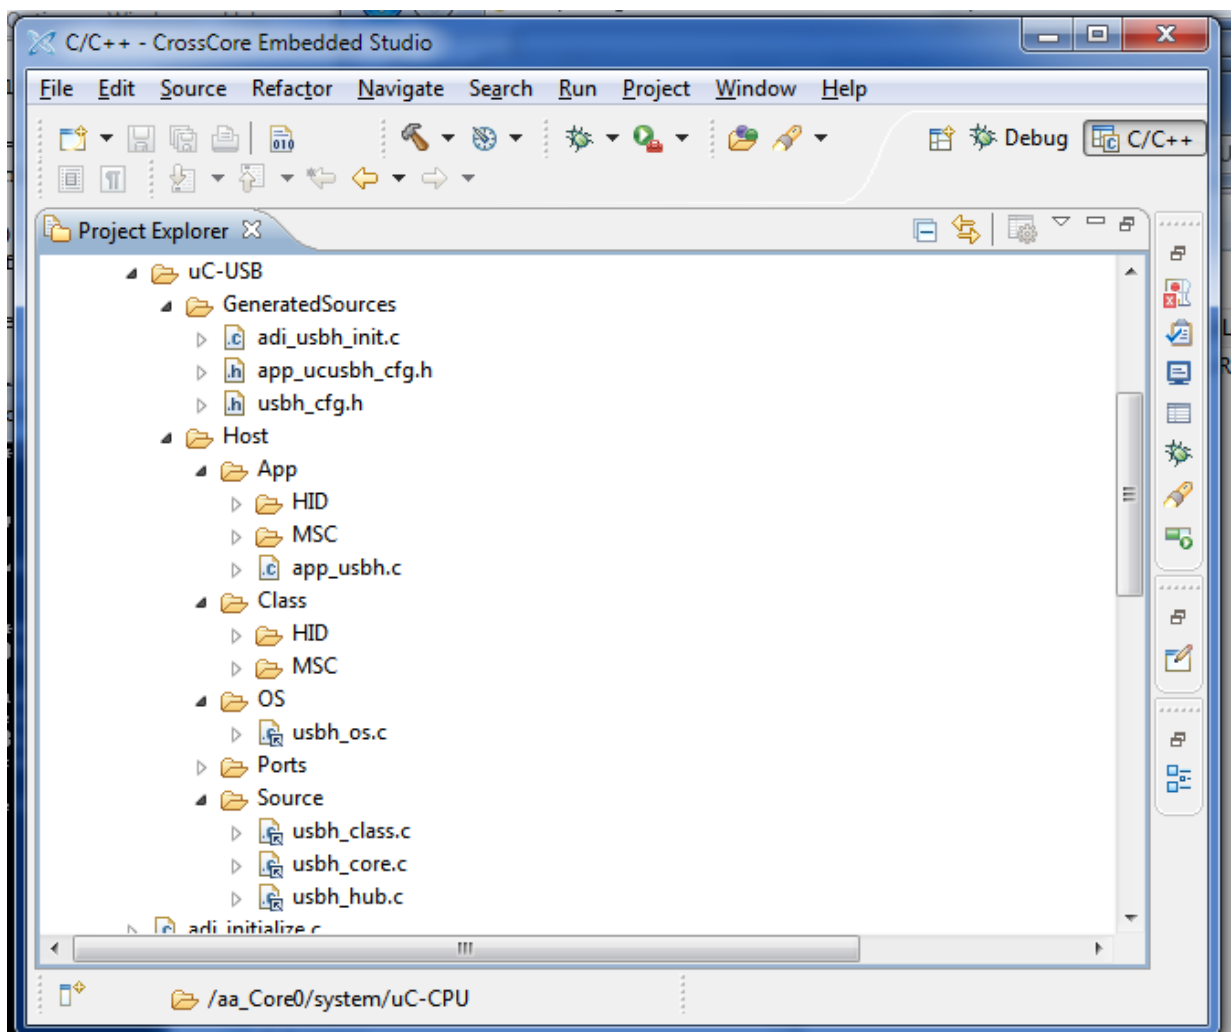 C/C++ - CrossCore Embedded Studio
File Edit Source Refactor Navigate Search Run Project Window Help
010
Debug C/C++
Project Explorer
uC-USB
GeneratedSources
.c adi_usbh_init.c
.h app_ucusbh_cfg.h
.h usbh_cfg.h
Host
App
HID
MSC
.c app_usbh.c
Class
HID
MSC
OS
.c usbh_os.c
Ports
Source
.c usbh_class.c
.c usbh_core.c
.c usbh_hub.c
adi_initialize.c
/aa_Core0/system/uC-CPU